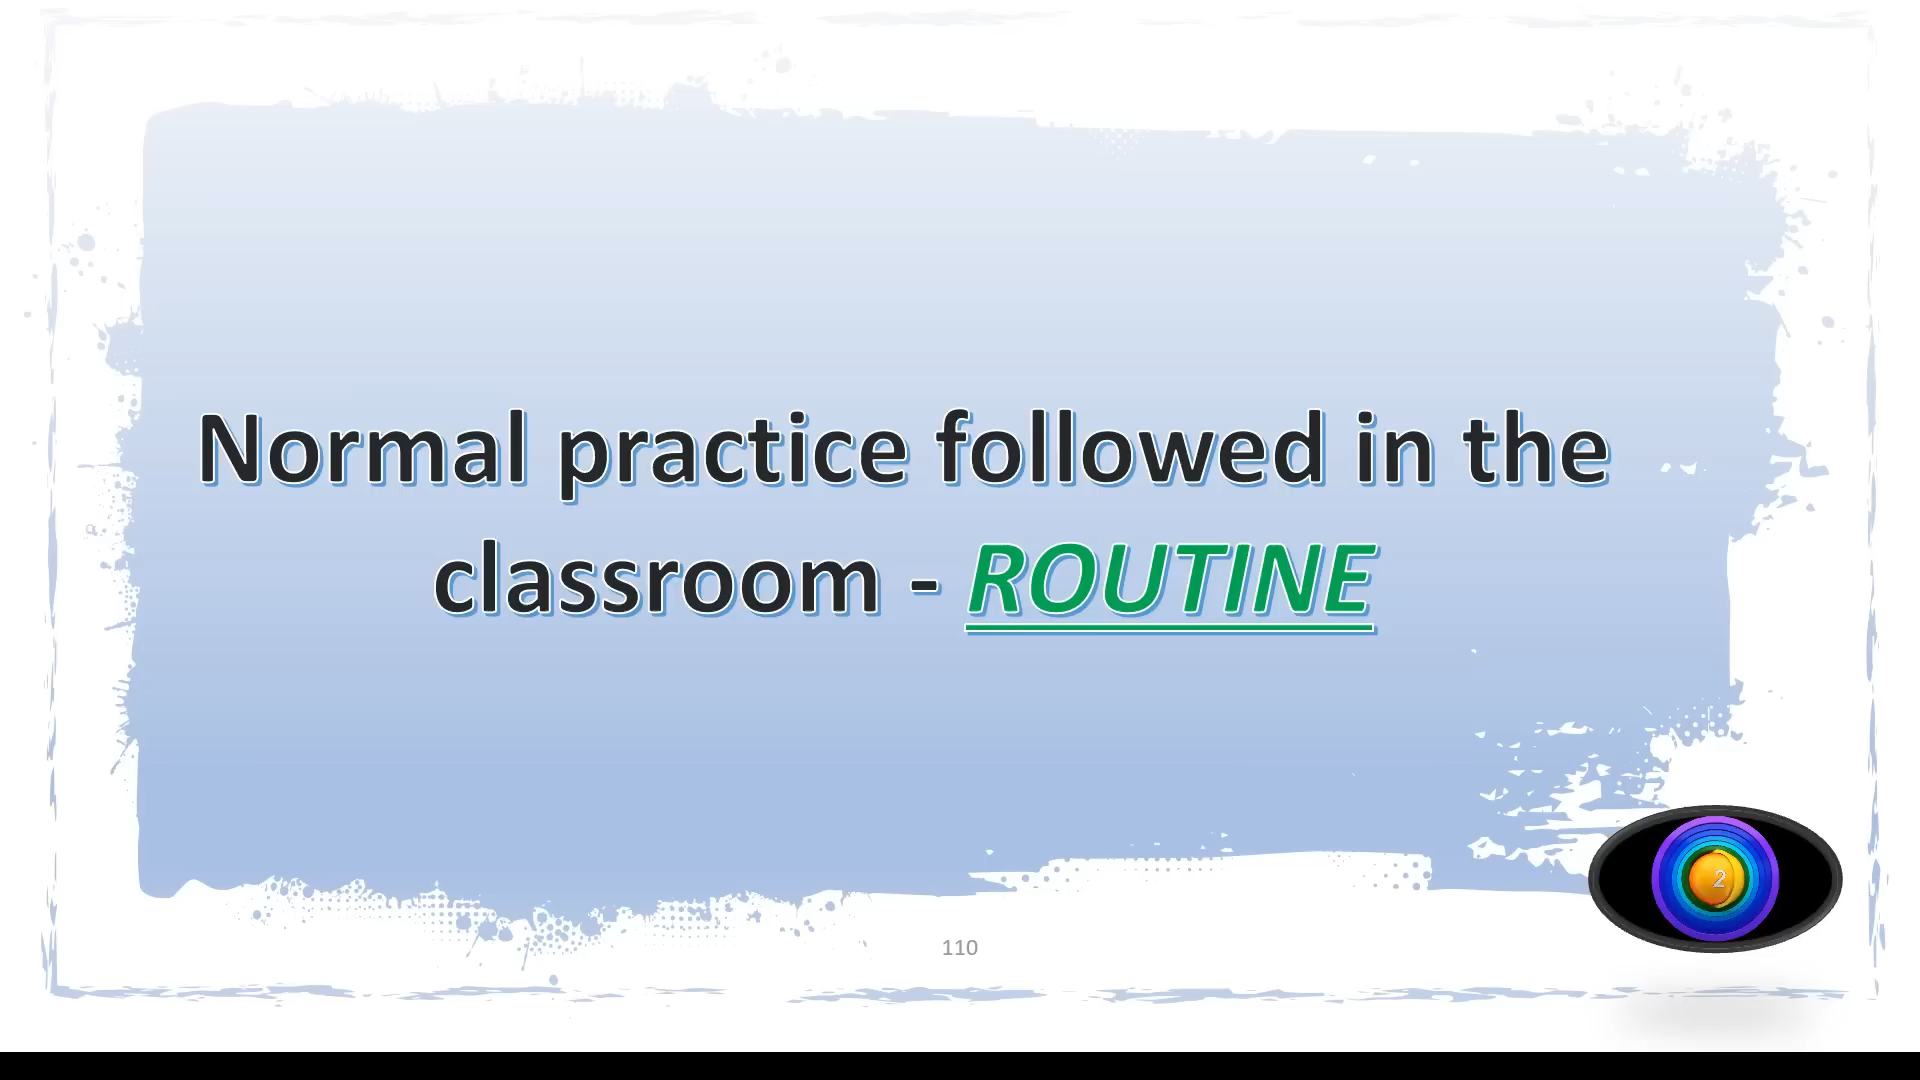 Normal practice followed in the
classroom - ROUTINE
2
110